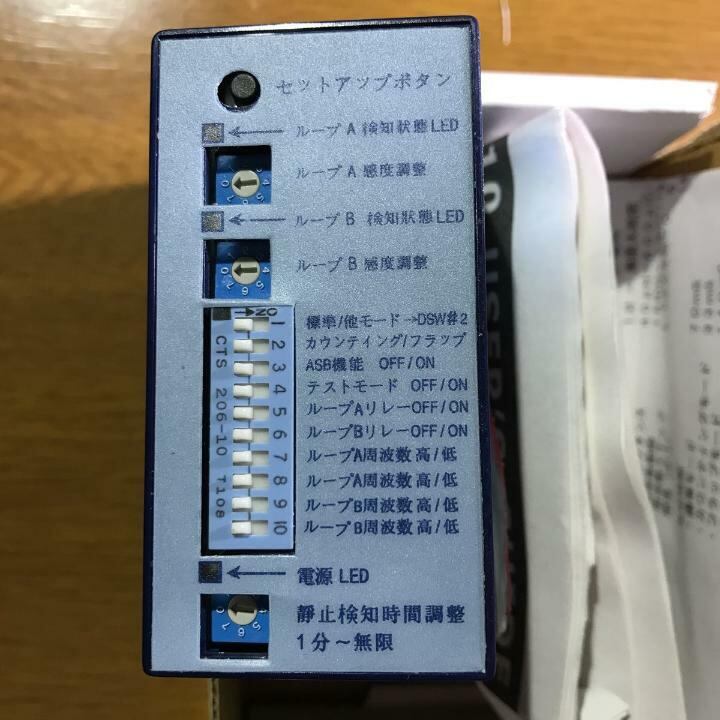 セットアップボタン
ループA 検知状態LED
ループA 感度調整
ループB 検知状態LED
ループB 感度調整
NO
1 標準/他モード→DSW#2
2 カウンティング/フラップ
3 ASB機能 OFF/ON
4 テストモード OFF/ON
5 ループAリレーOFF/ON
6 ループBリレーOFF/ON
7 ループA周波数高/低
8 ループA周波数高/低
9 ループB周波数高/低
10 ループB周波数高/低
CTS 206-10 T108
電源 LED
静止検知時間調整
1分～無限